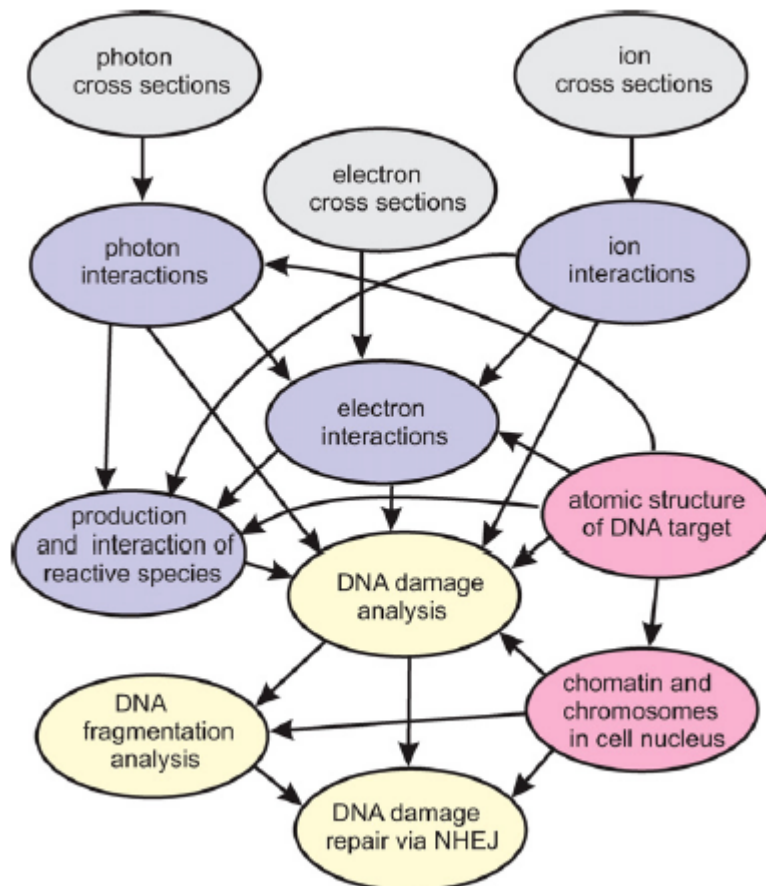 photon
cross sections
ion
cross sections
electron
cross sections
photon
interactions
ion
interactions
electron
interactions
production
and interaction of
reactive species
atomic structure
of DNA target
DNA damage
analysis
DNA
fragmentation
analysis
chomatin and
chromosomes
in cell nucleus
DNA damage
repair via NHEJ